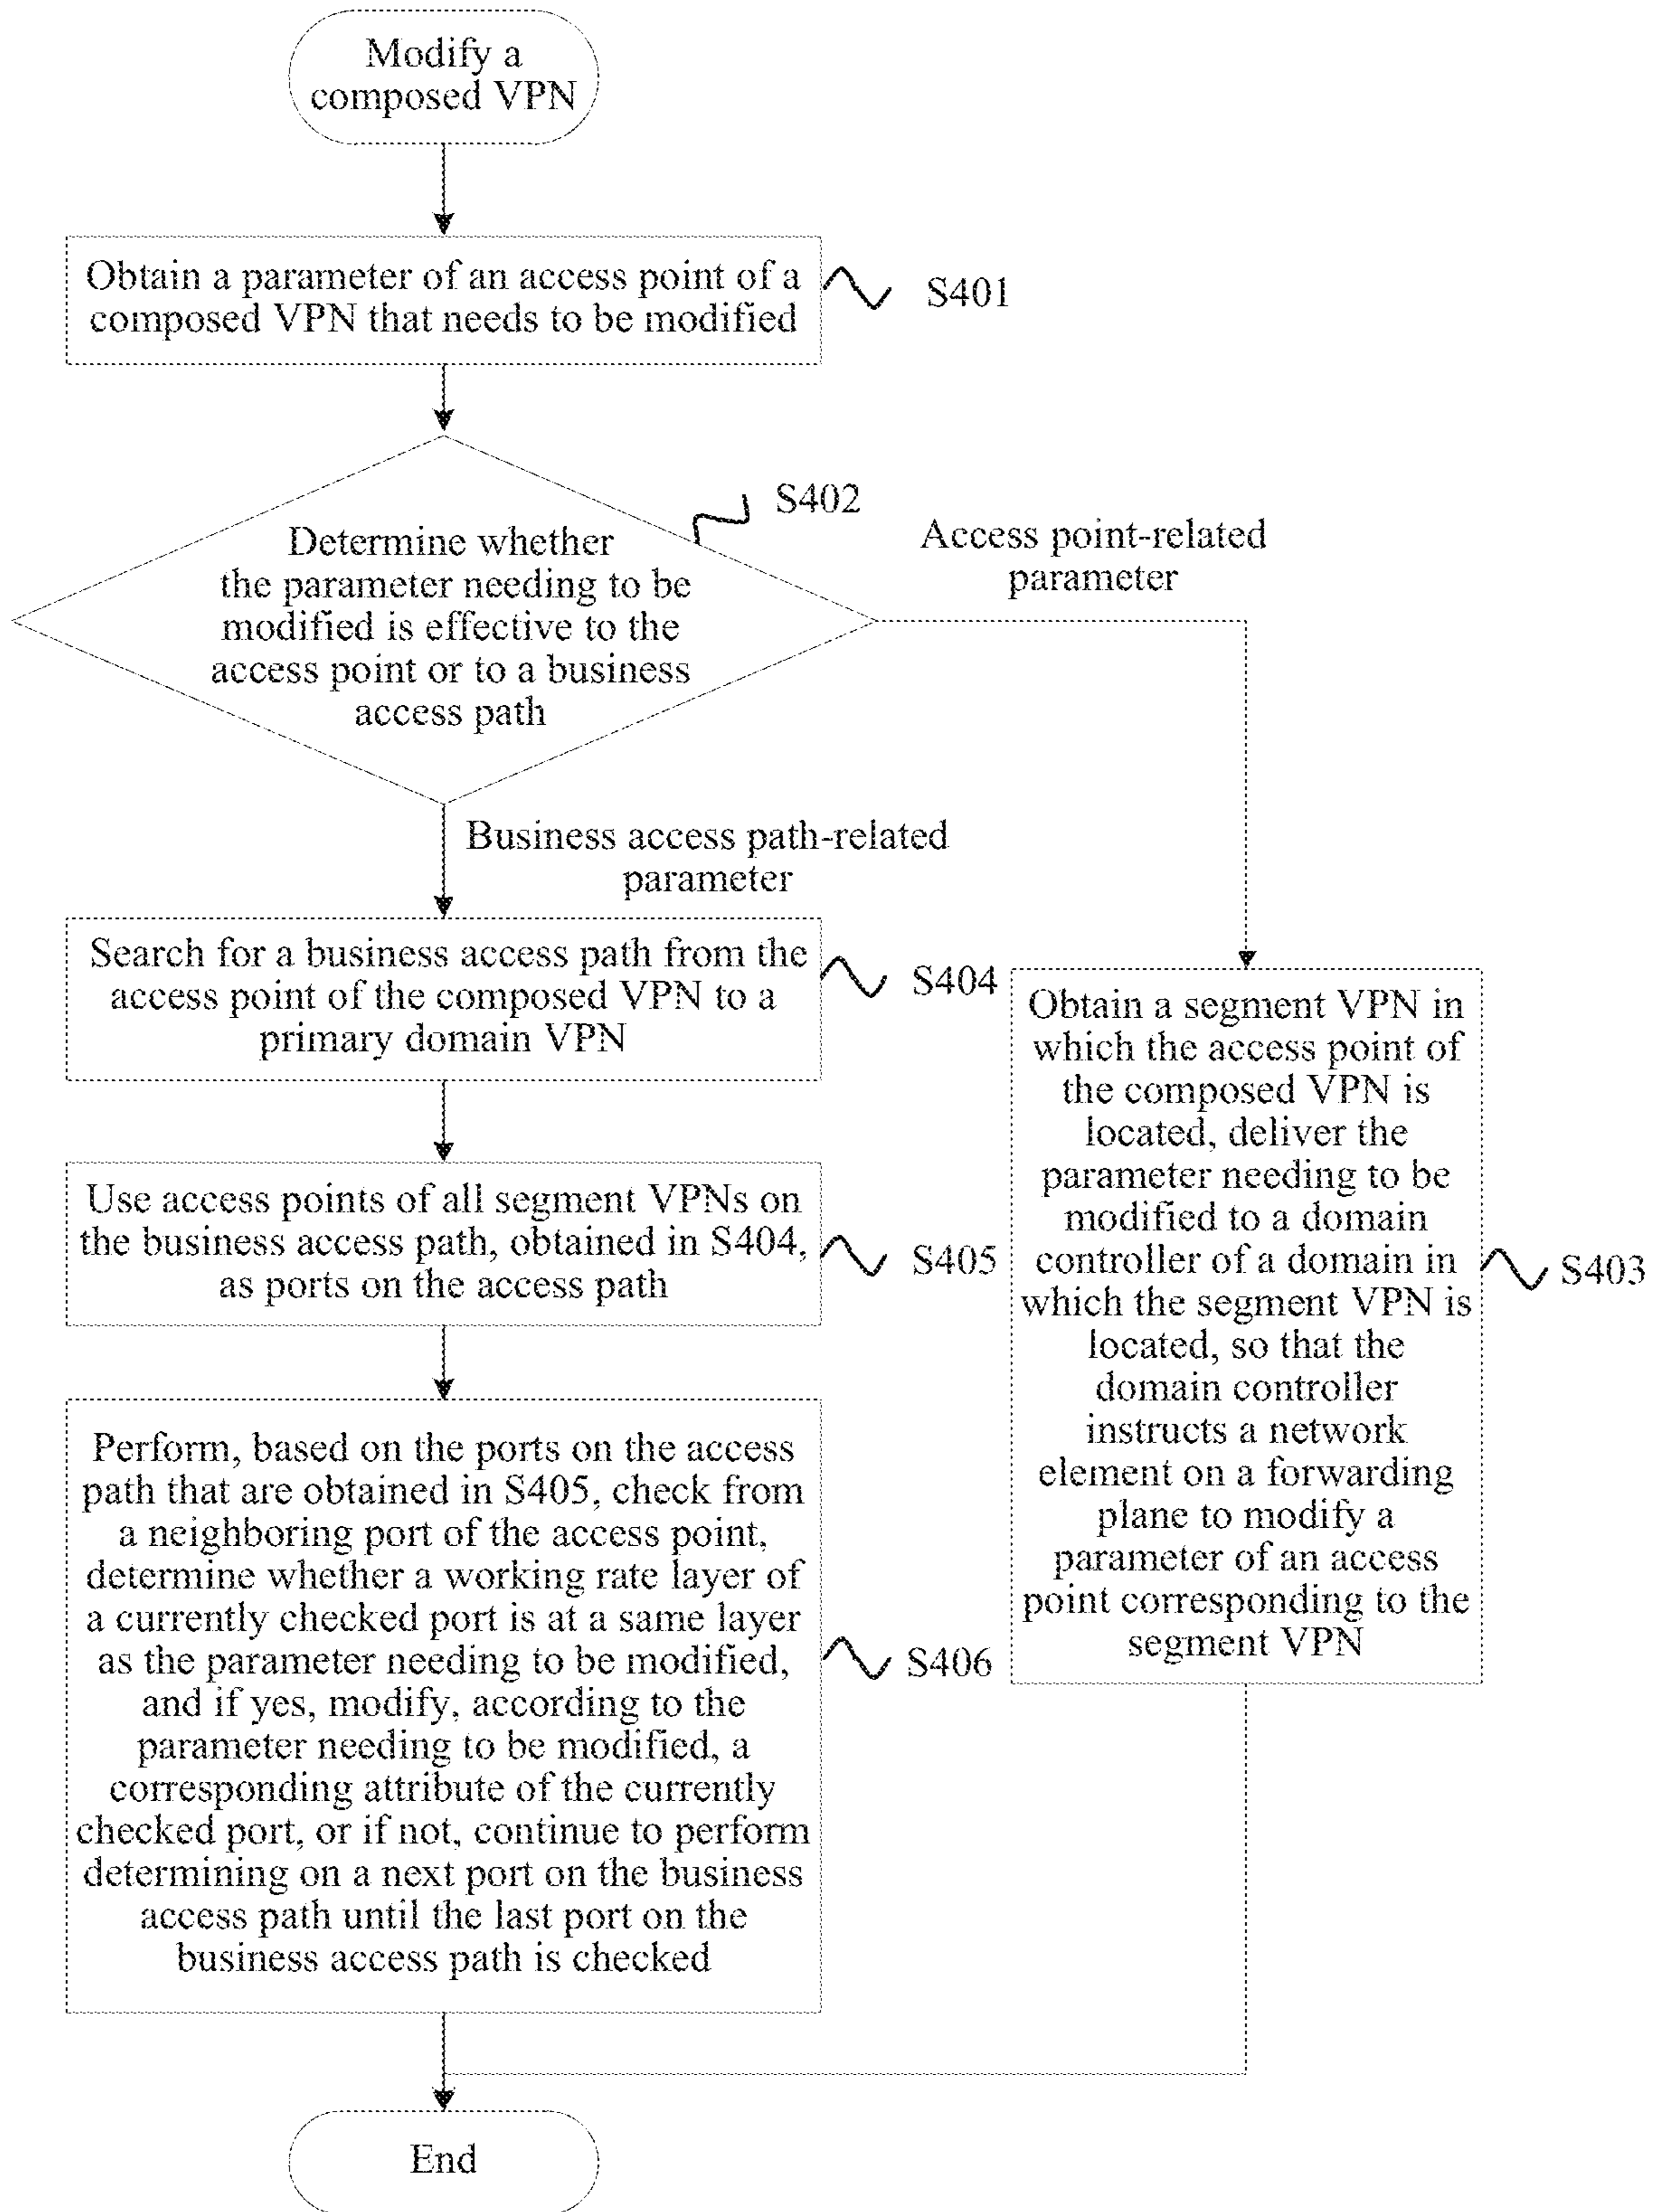 Modify a
composed VPN
Obtain a parameter of an access point of a
composed VPN that needs to be modified
S401
S402
Determine whether
the parameter needing to be
modified is effective to the
access point or to a business
access path
Access point-related
parameter
Business access path-related
parameter
Search for a business access path from the
access point of the composed VPN to a
primary domain VPN
S404
Use access points of all segment VPNs on
the business access path, obtained in S404,
as ports on the access path
S405
Perform, based on the ports on the access
path that are obtained in S405, check from
a neighboring port of the access point,
determine whether a working rate layer of
a currently checked port is at a same layer
as the parameter needing to be modified,
and if yes, modify, according to the
parameter needing to be modified, a
corresponding attribute of the currently
checked port, or if not, continue to perform
determining on a next port on the business
access path until the last port on the
business access path is checked
S406
Obtain a segment VPN in
which the access point of
the composed VPN is
located, deliver the
parameter needing to be
modified to a domain
controller of a domain in
which the segment VPN is
located, so that the
domain controller
instructs a network
element on a forwarding
plane to modify a
parameter of an access
point corresponding to the
segment VPN
S403
End